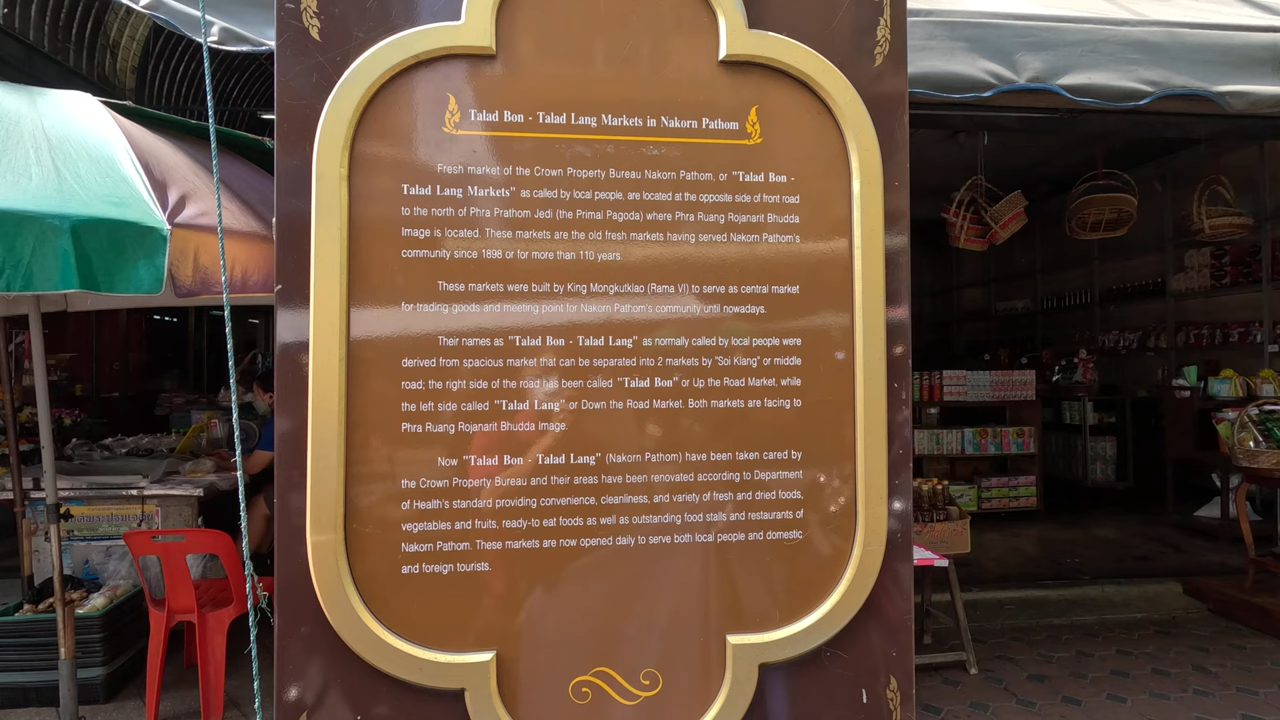 Talad Bon - Talad Lang Markets in Nakorn Pathom
Fresh market of the Crown Property Bureau Nakorn Pathom, or "Talad Bon -
Talad Lang Markets" as called by local people, are located at the opposite side of front road
to the north of Phra Prathom Jedi (the Primal Pagoda) where Phra Ruang Rojanarit Bhudda
Image is located. These markets are the old fresh markets having served Nakorn Pathom's
community since 1898 or for more than 110 years.
These markets were built by King Mongkutklao (Rama VI) to serve as central market
for trading goods and meeting point for Nakorn Pathom's community until nowadays.
Their names as "Talad Bon - Talad Lang" as normally called by local people were
derived from spacious market that can be separated into 2 markets by "Soi Klang" or middle
road; the right side of the road has been called "Talad Bon" or Up the Road Market, while
the left side called "Talad Lang" or Down the Road Market. Both markets are facing to
Phra Ruang Rojanarit Bhudda Image.
Now "Talad Bon - Talad Lang" (Nakorn Pathom) have been taken cared by
the Crown Property Bureau and their areas have been renovated according to Department
of Health's standard providing convenience, cleanliness, and variety of fresh and dried foods,
vegetables and fruits, ready-to eat foods as well as outstanding food stalls and restaurants of
Nakorn Pathom. These markets are now opened daily to serve both local people and domestic
and foreign tourists.